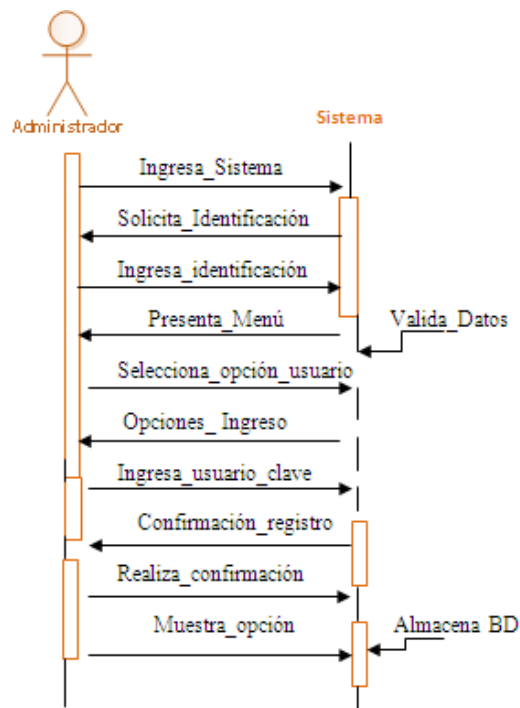 Administrador
Sistema
Ingresa_Sistema
Solicita_Identificación
Ingresa_identificación
Presenta_Menú
Valida_Datos
Selecciona_opción_usuario
Opciones_ Ingreso
Ingresa_usuario_clave
Confirmación_registro
Realiza_confirmación
Muestra_opción
Almacena BD